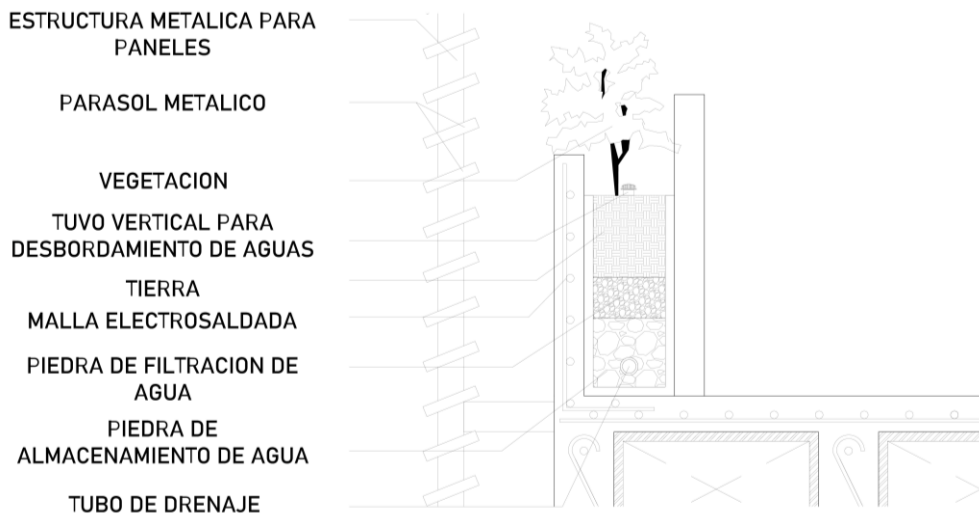 ESTRUCTURA METALICA PARA
PANELES
PARASOL METALICO
VEGETACION
TUVO VERTICAL PARA
DESBORDAMIENTO DE AGUAS
TIERRA
MALLA ELECTROSALDADA
PIEDRA DE FILTRACION DE
AGUA
PIEDRA DE
ALMACENAMIENTO DE AGUA
TUBO DE DRENAJE